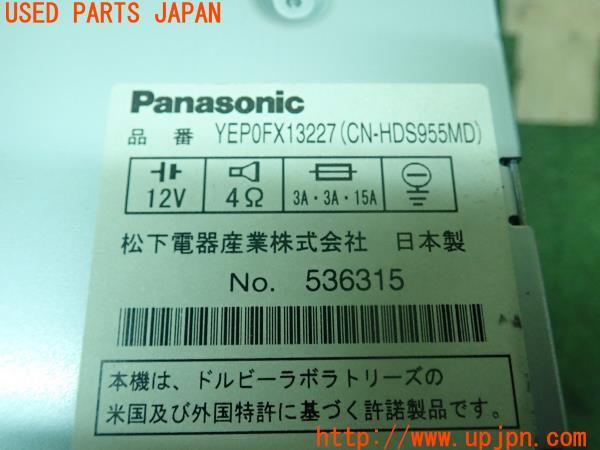 USED PARTS JAPAN
Panasonic
品 番 YEP0FX13227(CN-HDS955MD)
12V 4Ω 3A・3A・15A
松下電器産業株式会社 日本製
No. 536315
本機は、ドルビーラボラトリーズの
米国及び外国特許に基づく許諾製品です。
http://www.upjpn.com